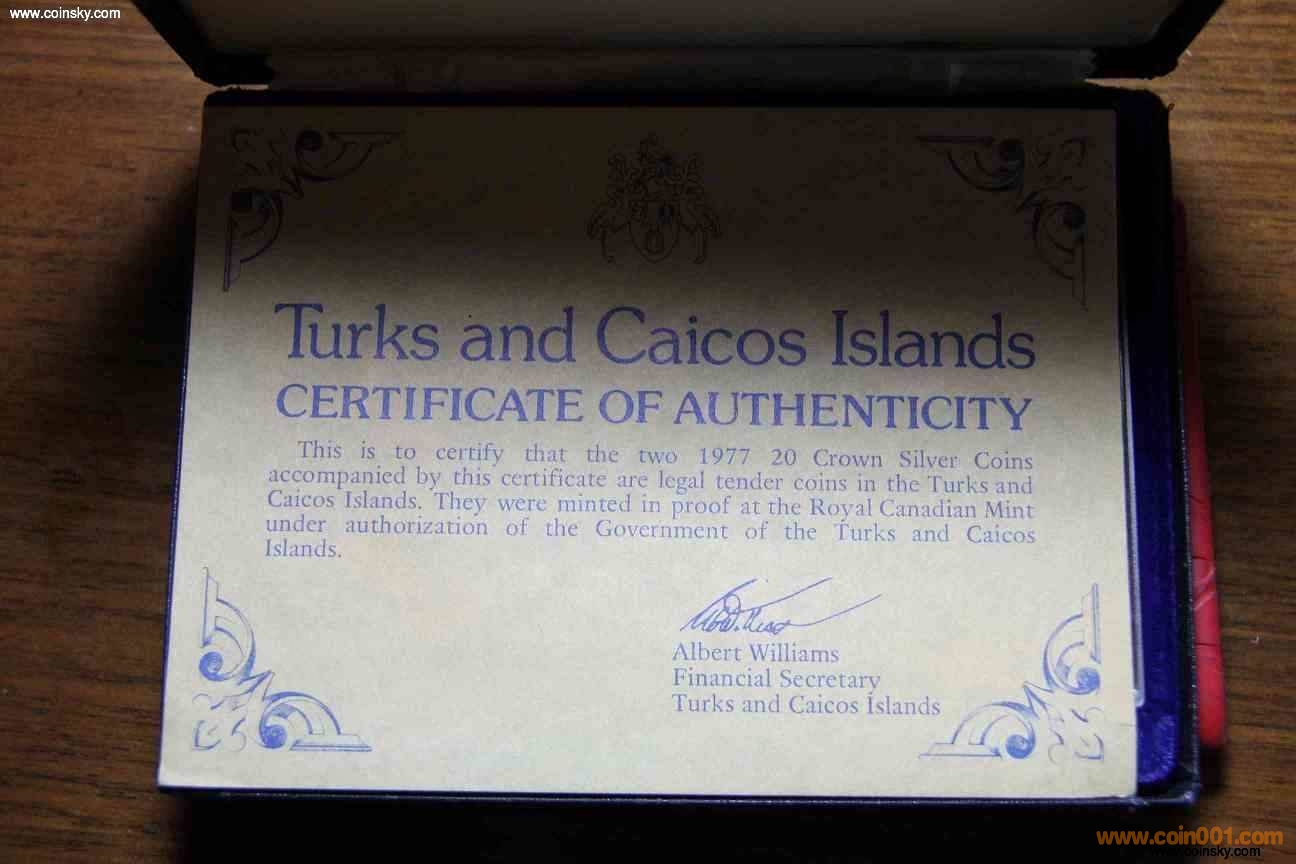 www.coinsky.com
Turks and Caicos Islands
CERTIFICATE OF AUTHENTICITY
This is to certify that the two 1977 20 Crown Silver Coins
accompanied by this certificate are legal tender coins in the Turks and
Caicos Islands. They were minted in proof at the Royal Canadian Mint
under authorization of the Government of the Turks and Caicos
Islands.
Albert Williams
Financial Secretary
Turks and Caicos Islands
www.coin001.com
www.coinsky.com